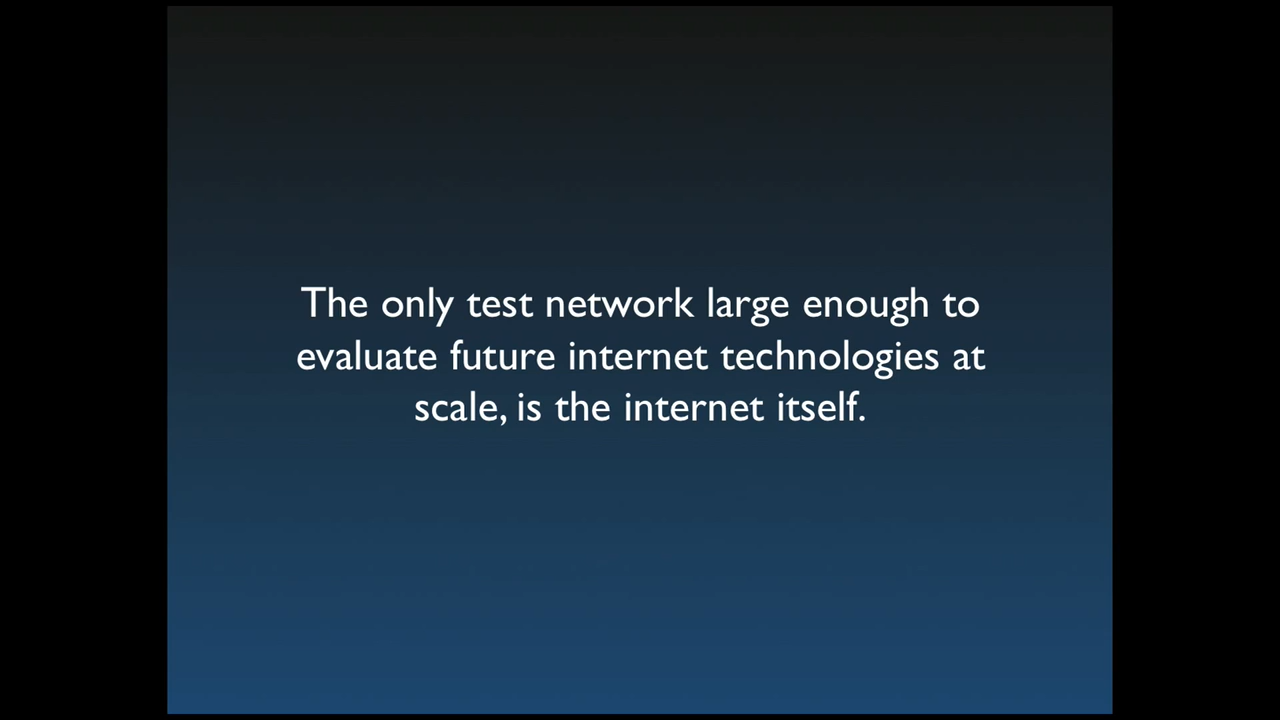 The only test network large enough to
evaluate future internet technologies at
scale, is the internet itself.